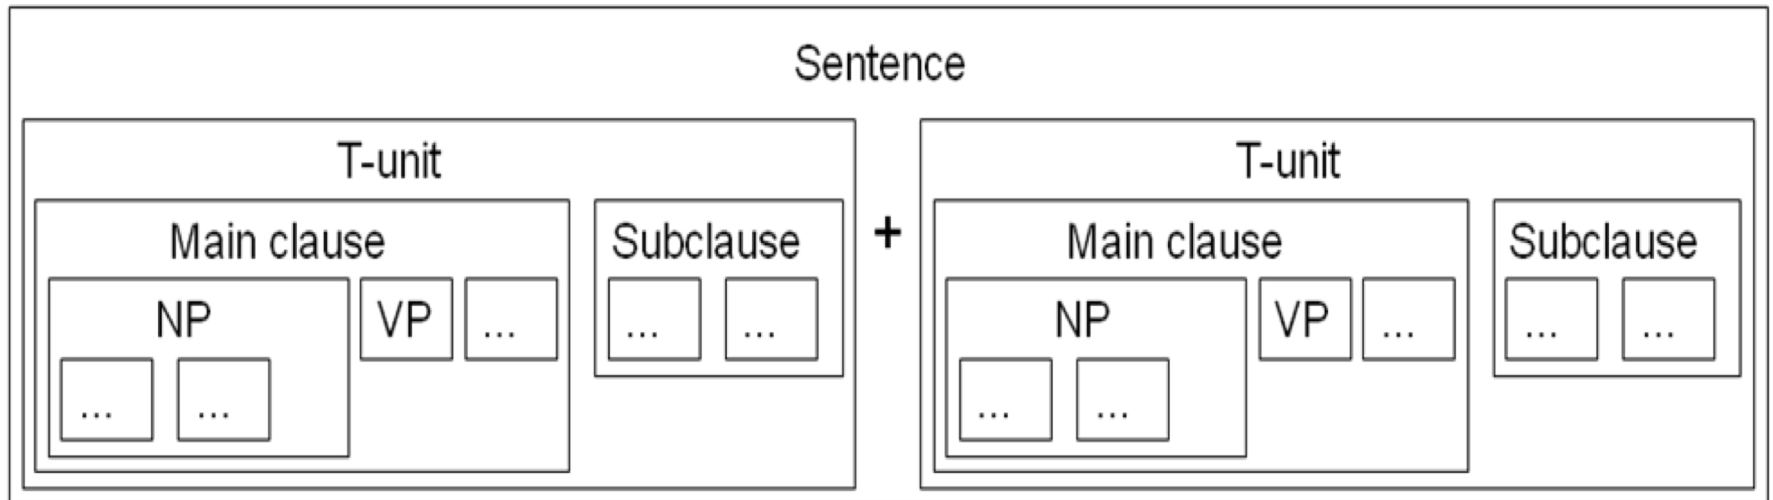 Sentence
T-unit T-unit
+
Main clause Subclause Main clause Subclause
NP VP ... ... ... NP VP ... ... ...
... ... ... ...